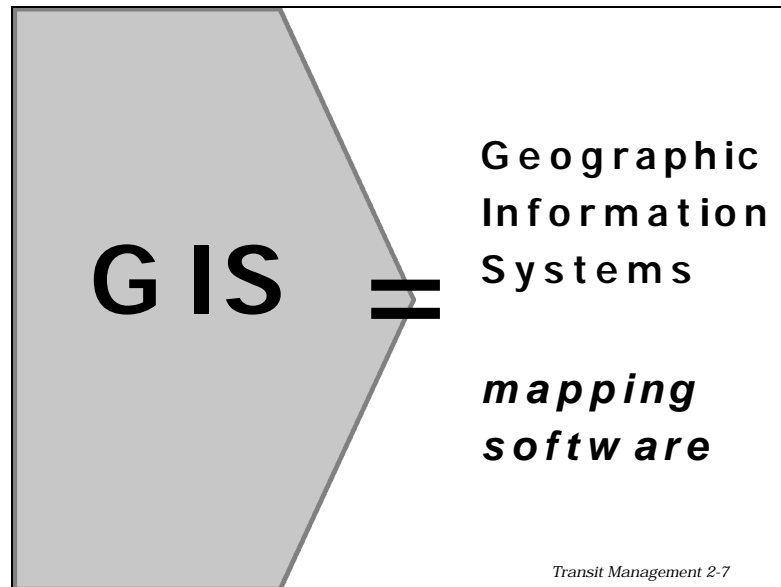 GIS
=
Geographic
Information
Systems
mapping
software
Transit Management 2-7